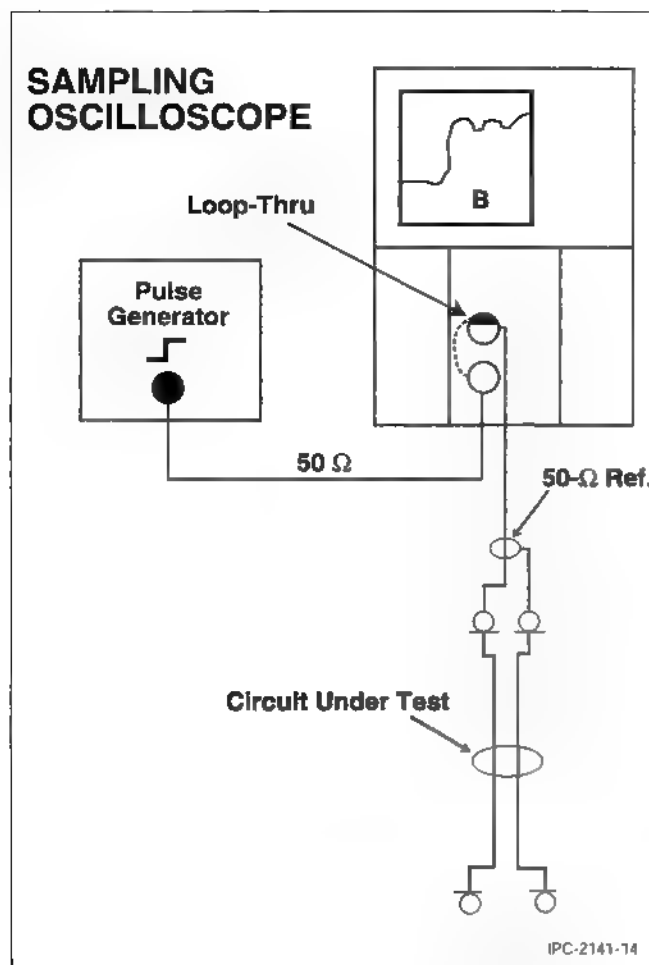 SAMPLING
OSCILLOSCOPE
B
Loop-Thru
Pulse
Generator
50 Ω
50-Ω Ref.
Circuit Under Test
IPC-2141-14